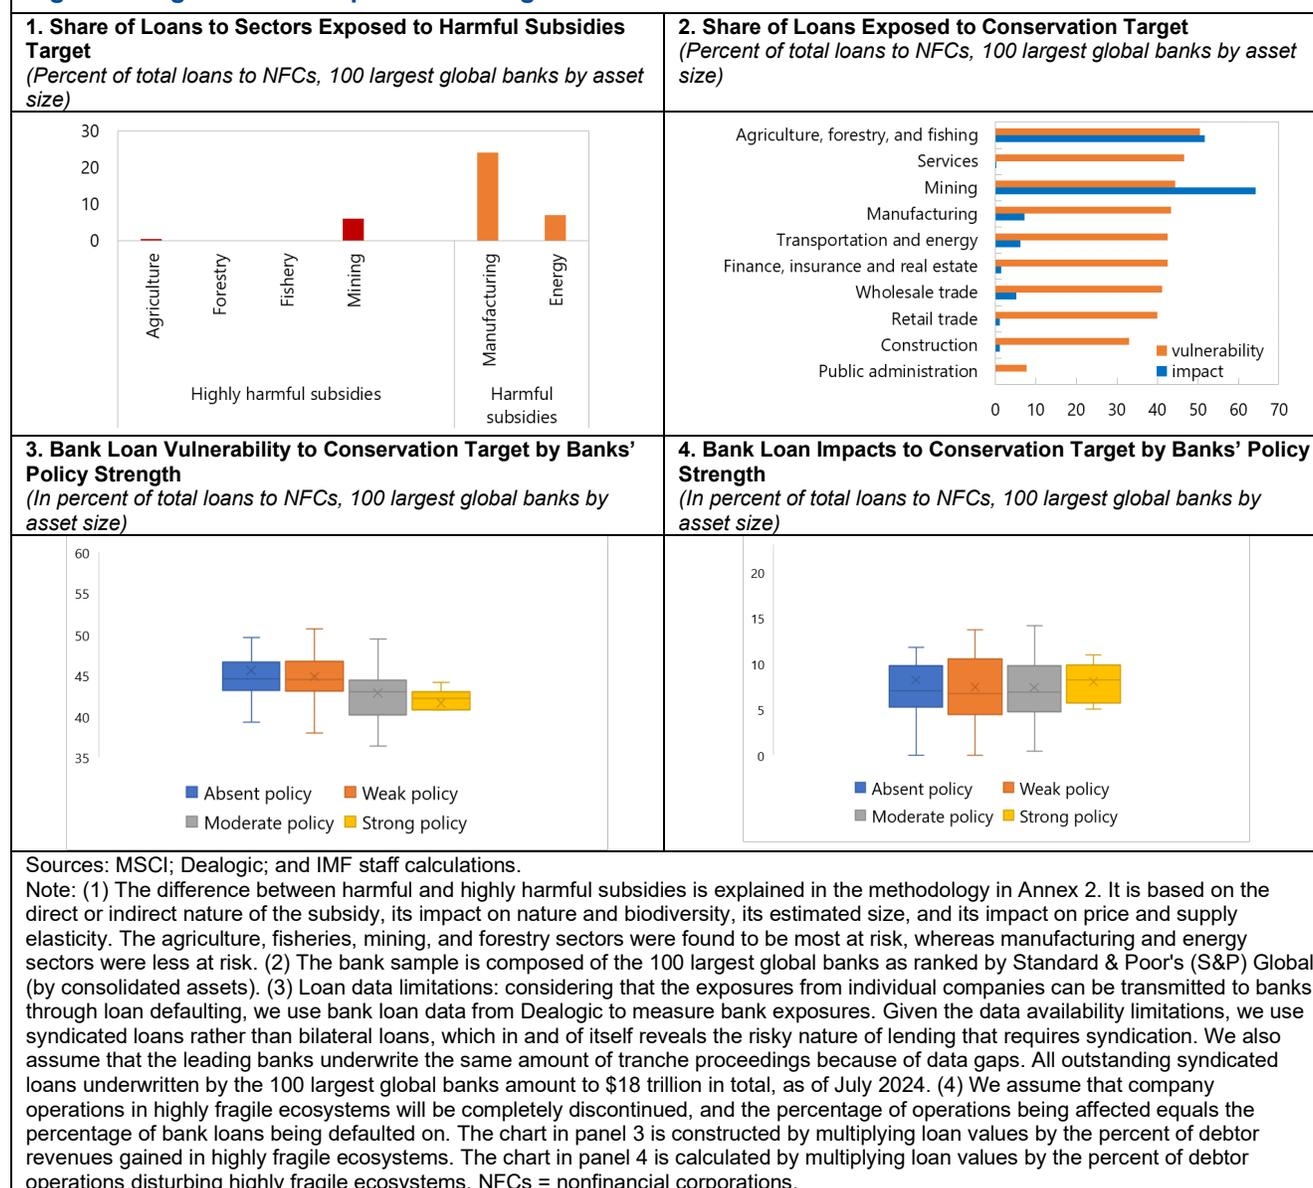 1. Share of Loans to Sectors Exposed to Harmful Subsidies
Target
(Percent of total loans to NFCs, 100 largest global banks by asset
size)
2. Share of Loans Exposed to Conservation Target
(Percent of total loans to NFCs, 100 largest global banks by asset
size)
30
20
10
0
Agriculture
Forestry
Fishery
Mining
Manufacturing
Energy
Highly harmful subsidies
Harmful
subsidies
Agriculture, forestry, and fishing
Services
Mining
Manufacturing
Transportation and energy
Finance, insurance and real estate
Wholesale trade
Retail trade
Construction
Public administration
vulnerability
impact
0 10 20 30 40 50 60 70
3. Bank Loan Vulnerability to Conservation Target by Banks’
Policy Strength
(In percent of total loans to NFCs, 100 largest global banks by
asset size)
4. Bank Loan Impacts to Conservation Target by Banks’ Policy
Strength
(In percent of total loans to NFCs, 100 largest global banks by
asset size)
60
55
50
45
40
35
Absent policy Weak policy
Moderate policy Strong policy
20
15
10
5
0
Absent policy Weak policy
Moderate policy Strong policy
Sources: MSCI; Dealogic; and IMF staff calculations.
Note: (1) The difference between harmful and highly harmful subsidies is explained in the methodology in Annex 2. It is based on the
direct or indirect nature of the subsidy, its impact on nature and biodiversity, its estimated size, and its impact on price and supply
elasticity. The agriculture, fisheries, mining, and forestry sectors were found to be most at risk, whereas manufacturing and energy
sectors were less at risk. (2) The bank sample is composed of the 100 largest global banks as ranked by Standard & Poor's (S&P) Global
(by consolidated assets). (3) Loan data limitations: considering that the exposures from individual companies can be transmitted to banks
through loan defaulting, we use bank loan data from Dealogic to measure bank exposures. Given the data availability limitations, we use
syndicated loans rather than bilateral loans, which in and of itself reveals the risky nature of lending that requires syndication. We also
assume that the leading banks underwrite the same amount of tranche proceedings because of data gaps. All outstanding syndicated
loans underwritten by the 100 largest global banks amount to $18 trillion in total, as of July 2024. (4) We assume that company
operations in highly fragile ecosystems will be completely discontinued, and the percentage of operations being affected equals the
percentage of bank loans being defaulted on. The chart in panel 3 is constructed by multiplying loan values by the percent of debtor
revenues gained in highly fragile ecosystems. The chart in panel 4 is calculated by multiplying loan values by the percent of debtor
operations disturbing highly fragile ecosystems. NFCs = nonfinancial corporations.